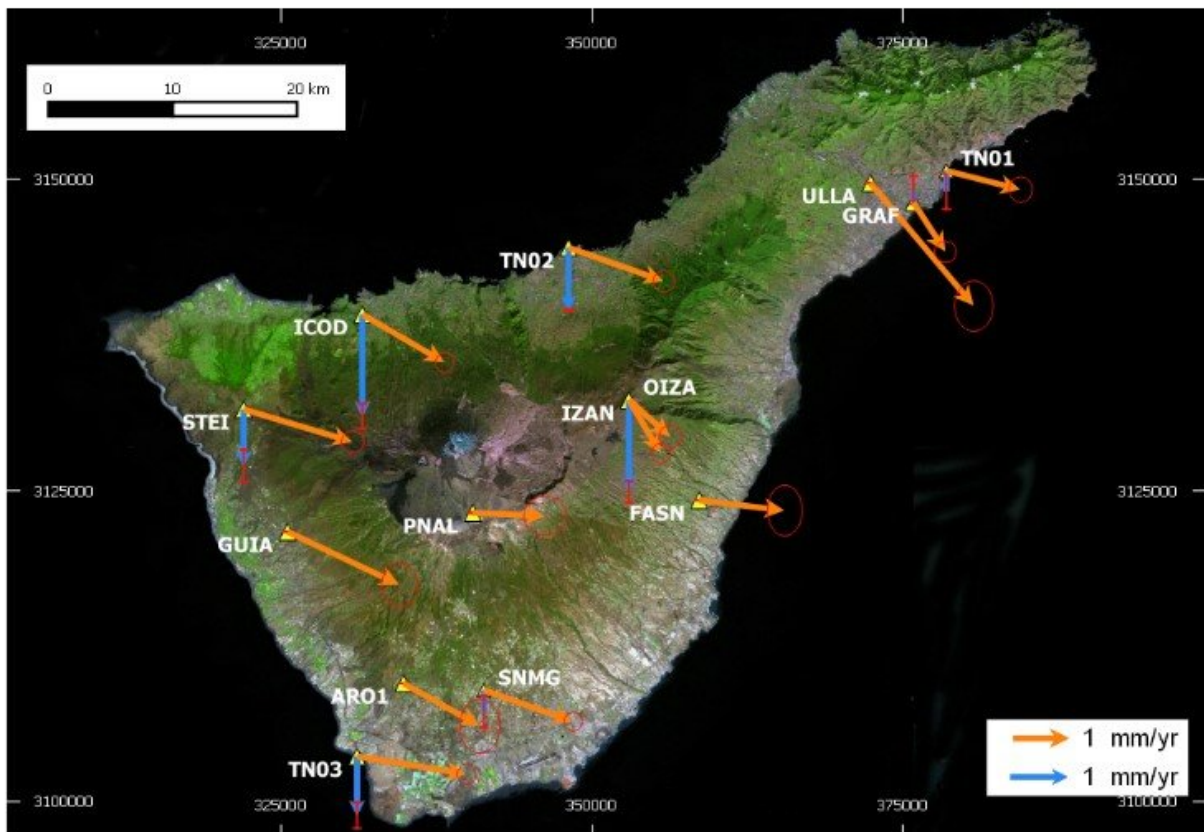 325000 350000 375000
0 10 20 km
TN01
3150000 3150000
ULLA
GRAF
TN02
ICOD
OIZA
IZAN
STEI
3125000 3125000
FASN
PNAL
GUIA
SNMG
ARO1
1 mm/yr
TN03
1 mm/yr
3100000 3100000
325000 350000 375000